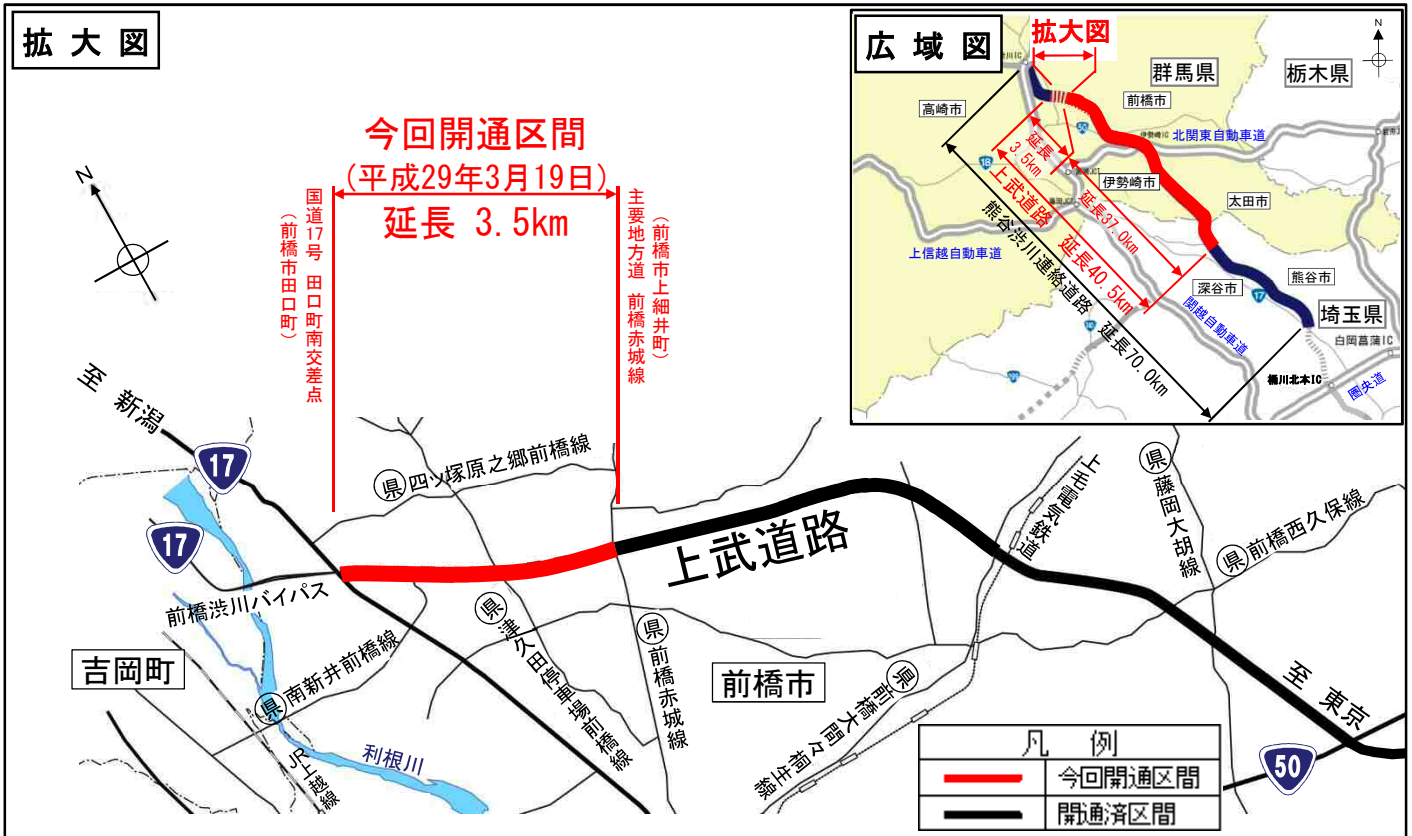 拡大図
今回開通区間
(平成29年3月19日)
延長 3.5km
国道17号 田口町南交差点
(前橋市田口町)
主要地方道 前橋赤城線
(前橋市上細井町)
N
至 新潟
17
17
県四ツ塚原之郷前橋線
前橋渋川バイパス
上武道路
上毛電気鉄道
県藤岡大胡線
県前橋西久保線
吉岡町
県南新井前橋線
県津久田停車場前橋線
県前橋赤城線
前橋市
県前橋大間々桐生線
JR上越線
利根川
至 東京
50
凡 例
今回開通区間
開通済区間
広域図
拡大図
N
群馬県
栃木県
高崎市
前橋市
50
伊勢崎IC
北関東自動車道
延長
3.5km
18
伊勢崎市
太田市
上武道路 延長40.5km
延長37.0km
熊谷渋川連絡道路 延長70.0km
上信越自動車道
深谷市
17
熊谷市
関越自動車道
埼玉県
白岡菖蒲IC
桶川北本IC
圏央道